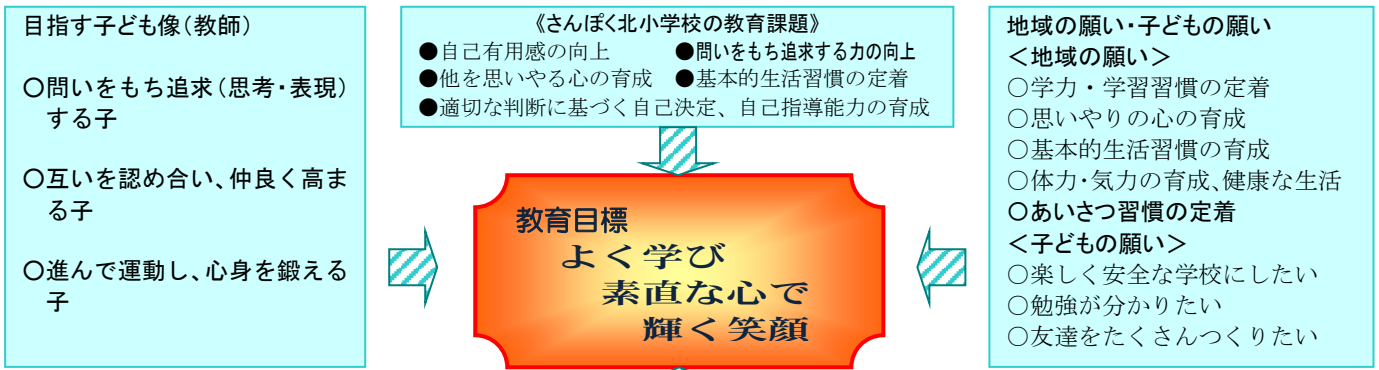 目指す子ども像(教師)
〇問いをもち追求(思考・表現)
する子
〇互いを認め合い、仲良く高ま
る子
〇進んで運動し、心身を鍛える
子
《さんぽく北小学校の教育課題》
●自己有用感の向上 ●問いをもち追求する力の向上
●他を思いやる心の育成 ●基本的生活習慣の定着
●適切な判断に基づく自己決定、自己指導能力の育成
教育目標
よく学び
素直な心で
輝く笑顔
地域の願い・子どもの願い
<地域の願い>
○学力・学習習慣の定着
○思いやりの心の育成
○基本的生活習慣の育成
○体力・気力の育成、健康な生活
〇あいさつ習慣の定着
<子どもの願い>
○楽しく安全な学校にしたい
○勉強が分かりたい
○友達をたくさんつくりたい